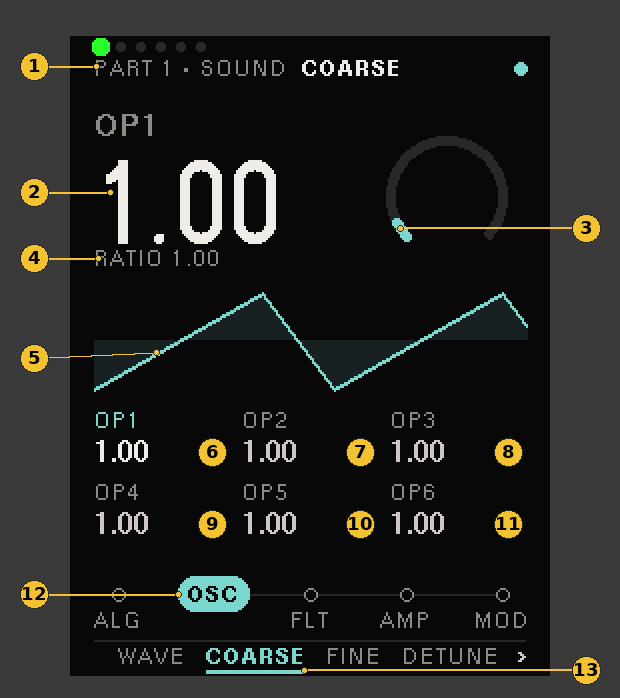 1 PART 1 · SOUND COARSE
OP1
2 1.00
3
4 RATIO 1.00
5
OP1 OP2 OP3
1.00 6 1.00 7 1.00 8
OP4 OP5 OP6
1.00 9 1.00 10 1.00 11
12 OSC
ALG FLT AMP MOD
WAVE COARSE FINE DETUNE >
13